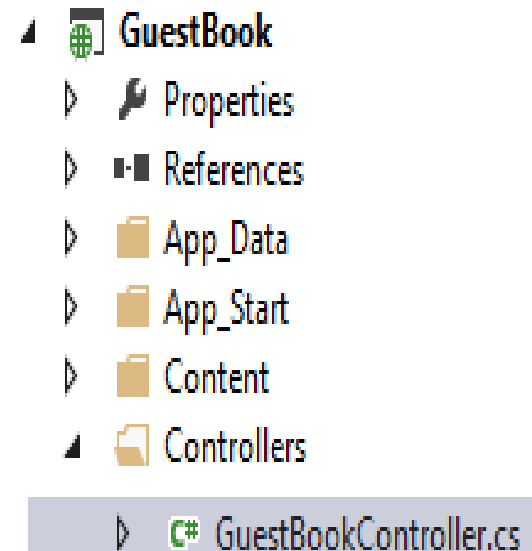 GuestBook
Properties
References
App_Data
App_Start
Content
Controllers
C# GuestBookController.cs